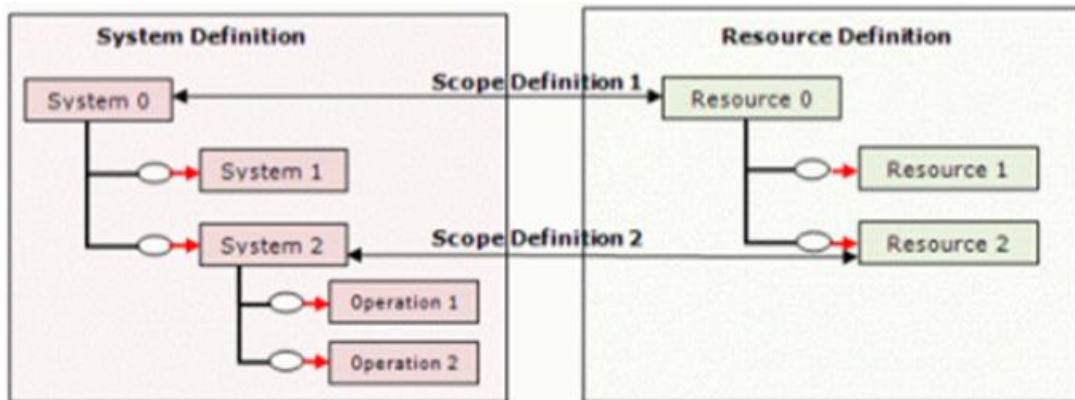 System Definition
Resource Definition
System 0
Scope Definition 1
Resource 0
System 1
Resource 1
System 2
Scope Definition 2
Resource 2
Operation 1
Operation 2